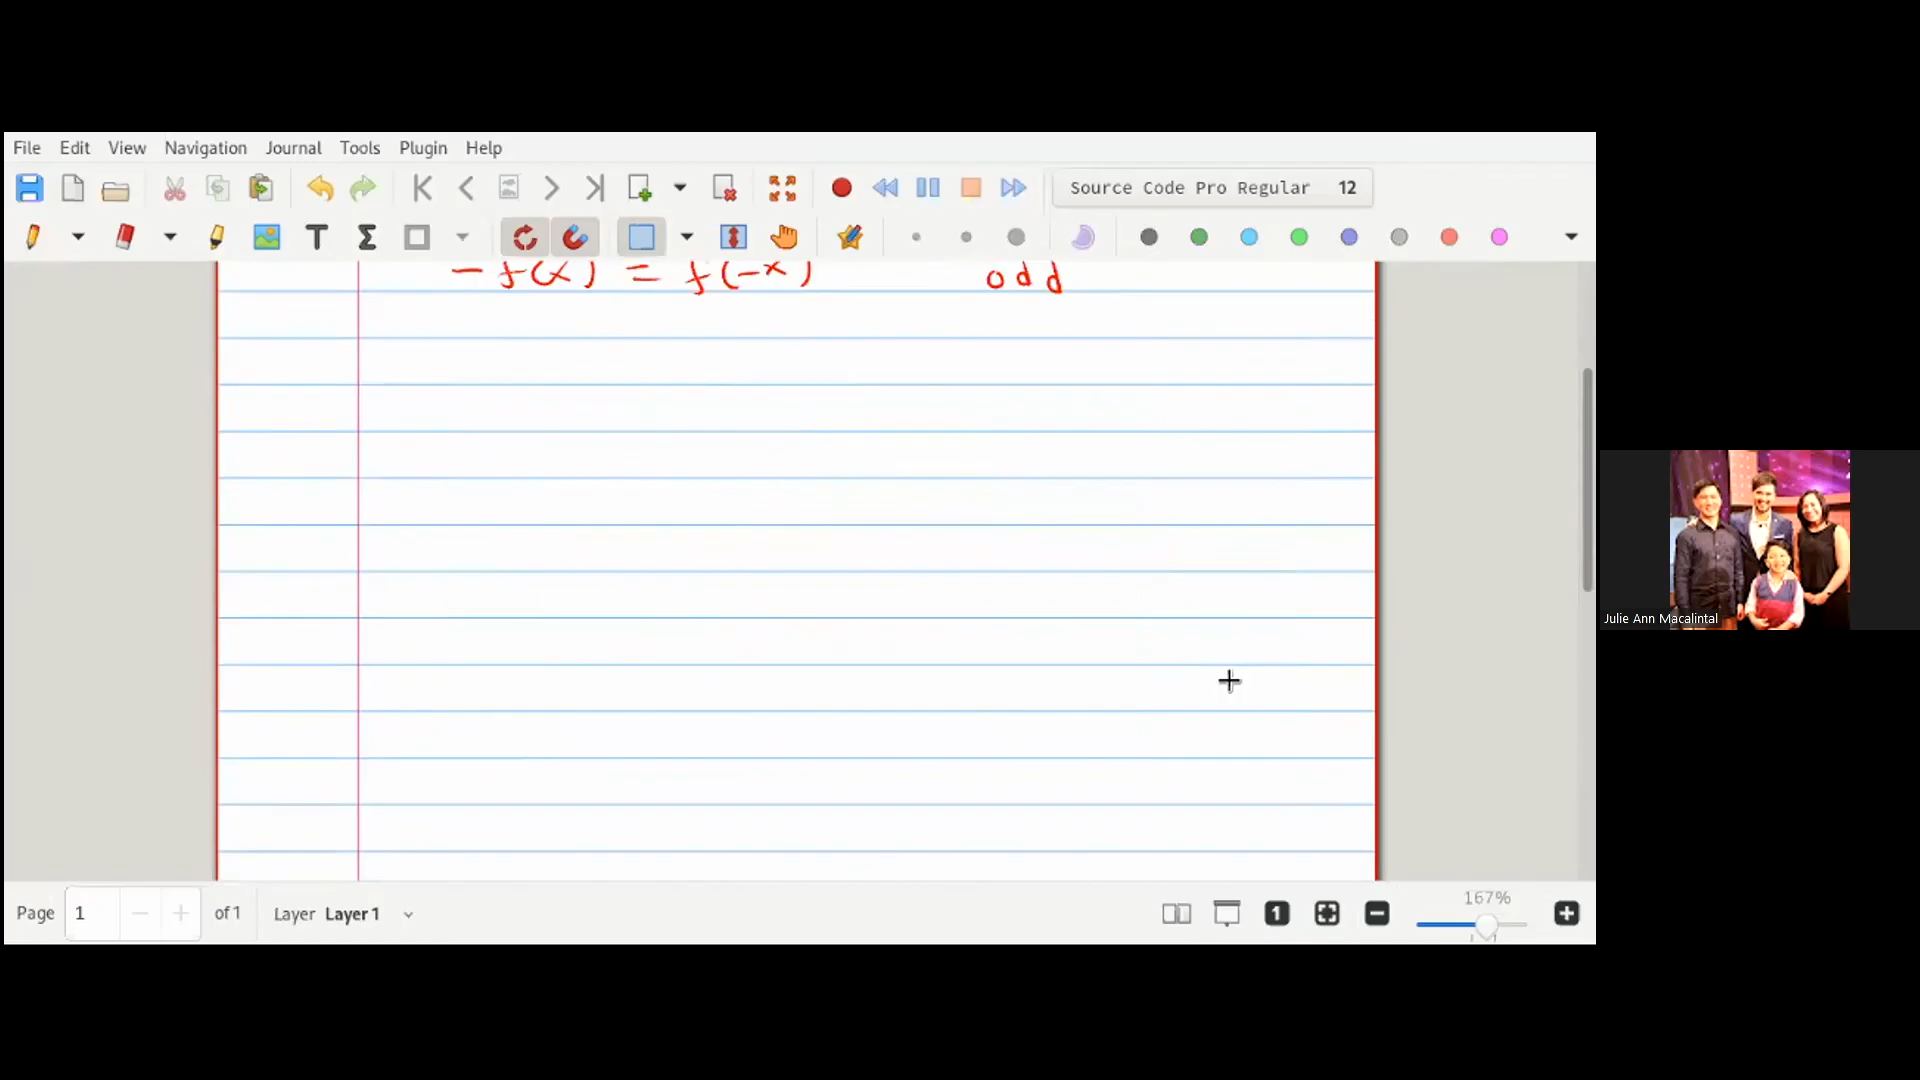 File Edit View Navigation Journal Tools Plugin Help
Source Code Pro Regular 12
T Σ
- f(x) = f(-x) odd
Julie Ann Macalintal
167%
Page 1 of 1 Layer Layer 1 1